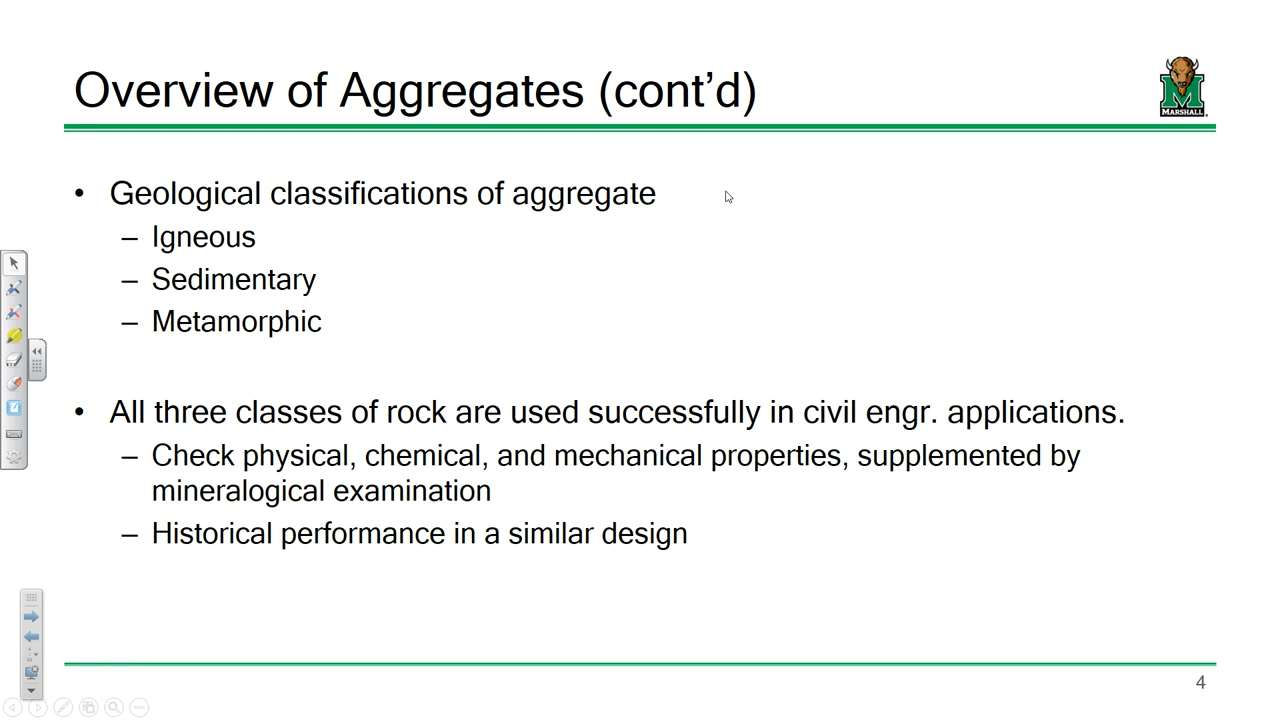 Overview of Aggregates (cont’d)
MARSHALL
• Geological classifications of aggregate
– Igneous
– Sedimentary
– Metamorphic
• All three classes of rock are used successfully in civil engr. applications.
– Check physical, chemical, and mechanical properties, supplemented by
mineralogical examination
– Historical performance in a similar design
4